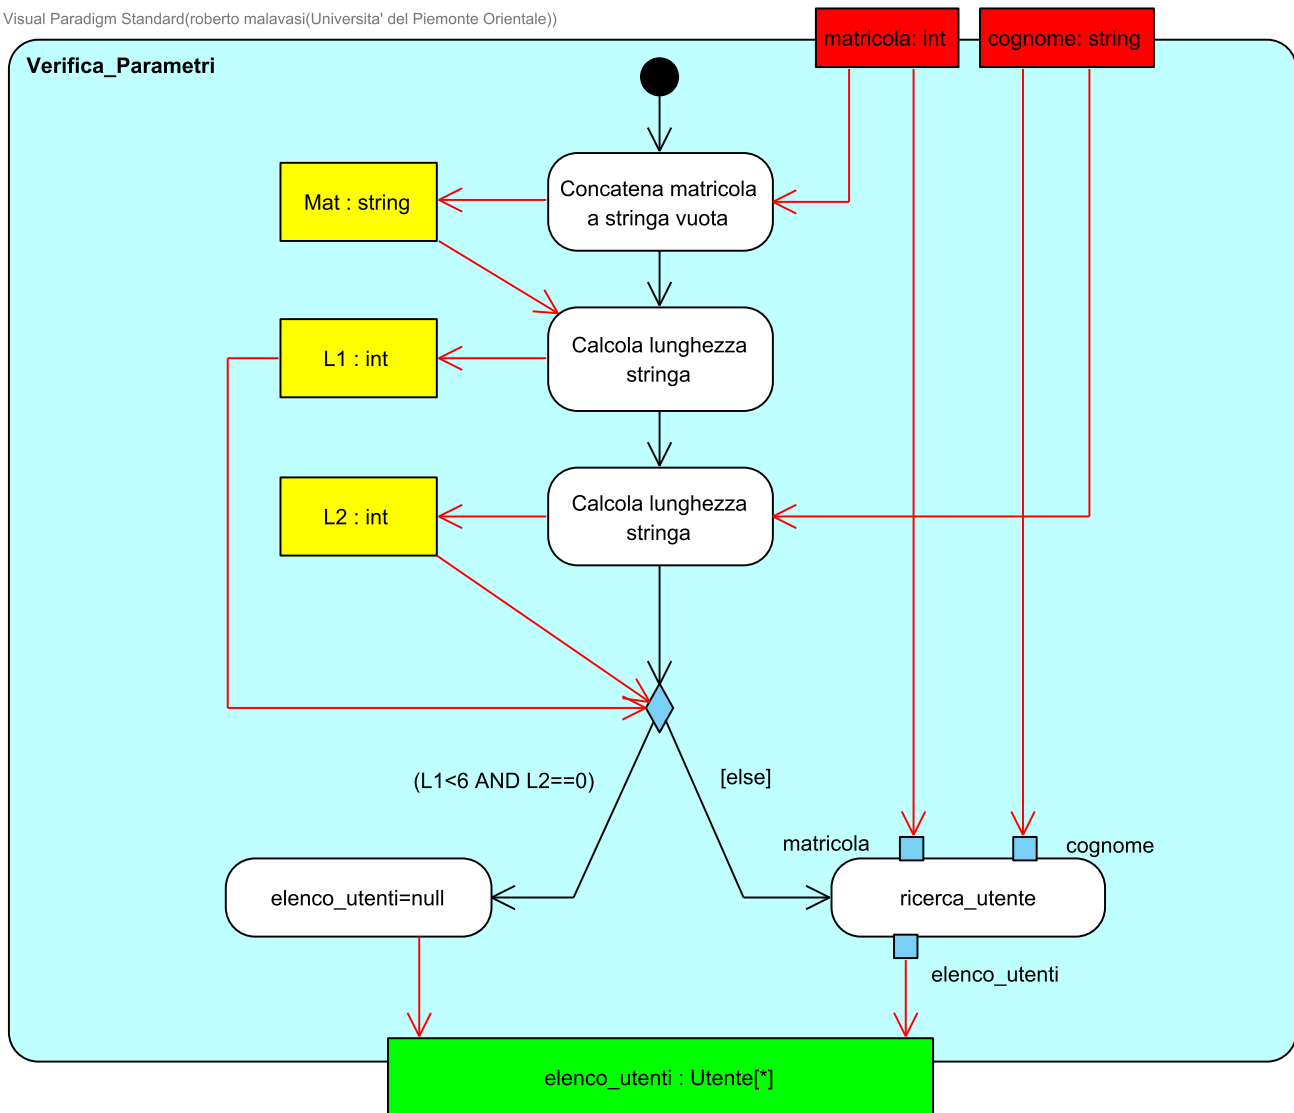 Visual Paradigm Standard(roberto malavasi(Universita' del Piemonte Orientale))
matricola: int
cognome: string
Verifica_Parametri
Concatena matricola
a stringa vuota
Mat : string
Calcola lunghezza
stringa
L1 : int
Calcola lunghezza
stringa
L2 : int
(L1<6 AND L2==0)
[else]
matricola
cognome
elenco_utenti=null
ricerca_utente
elenco_utenti
elenco_utenti : Utente[*]